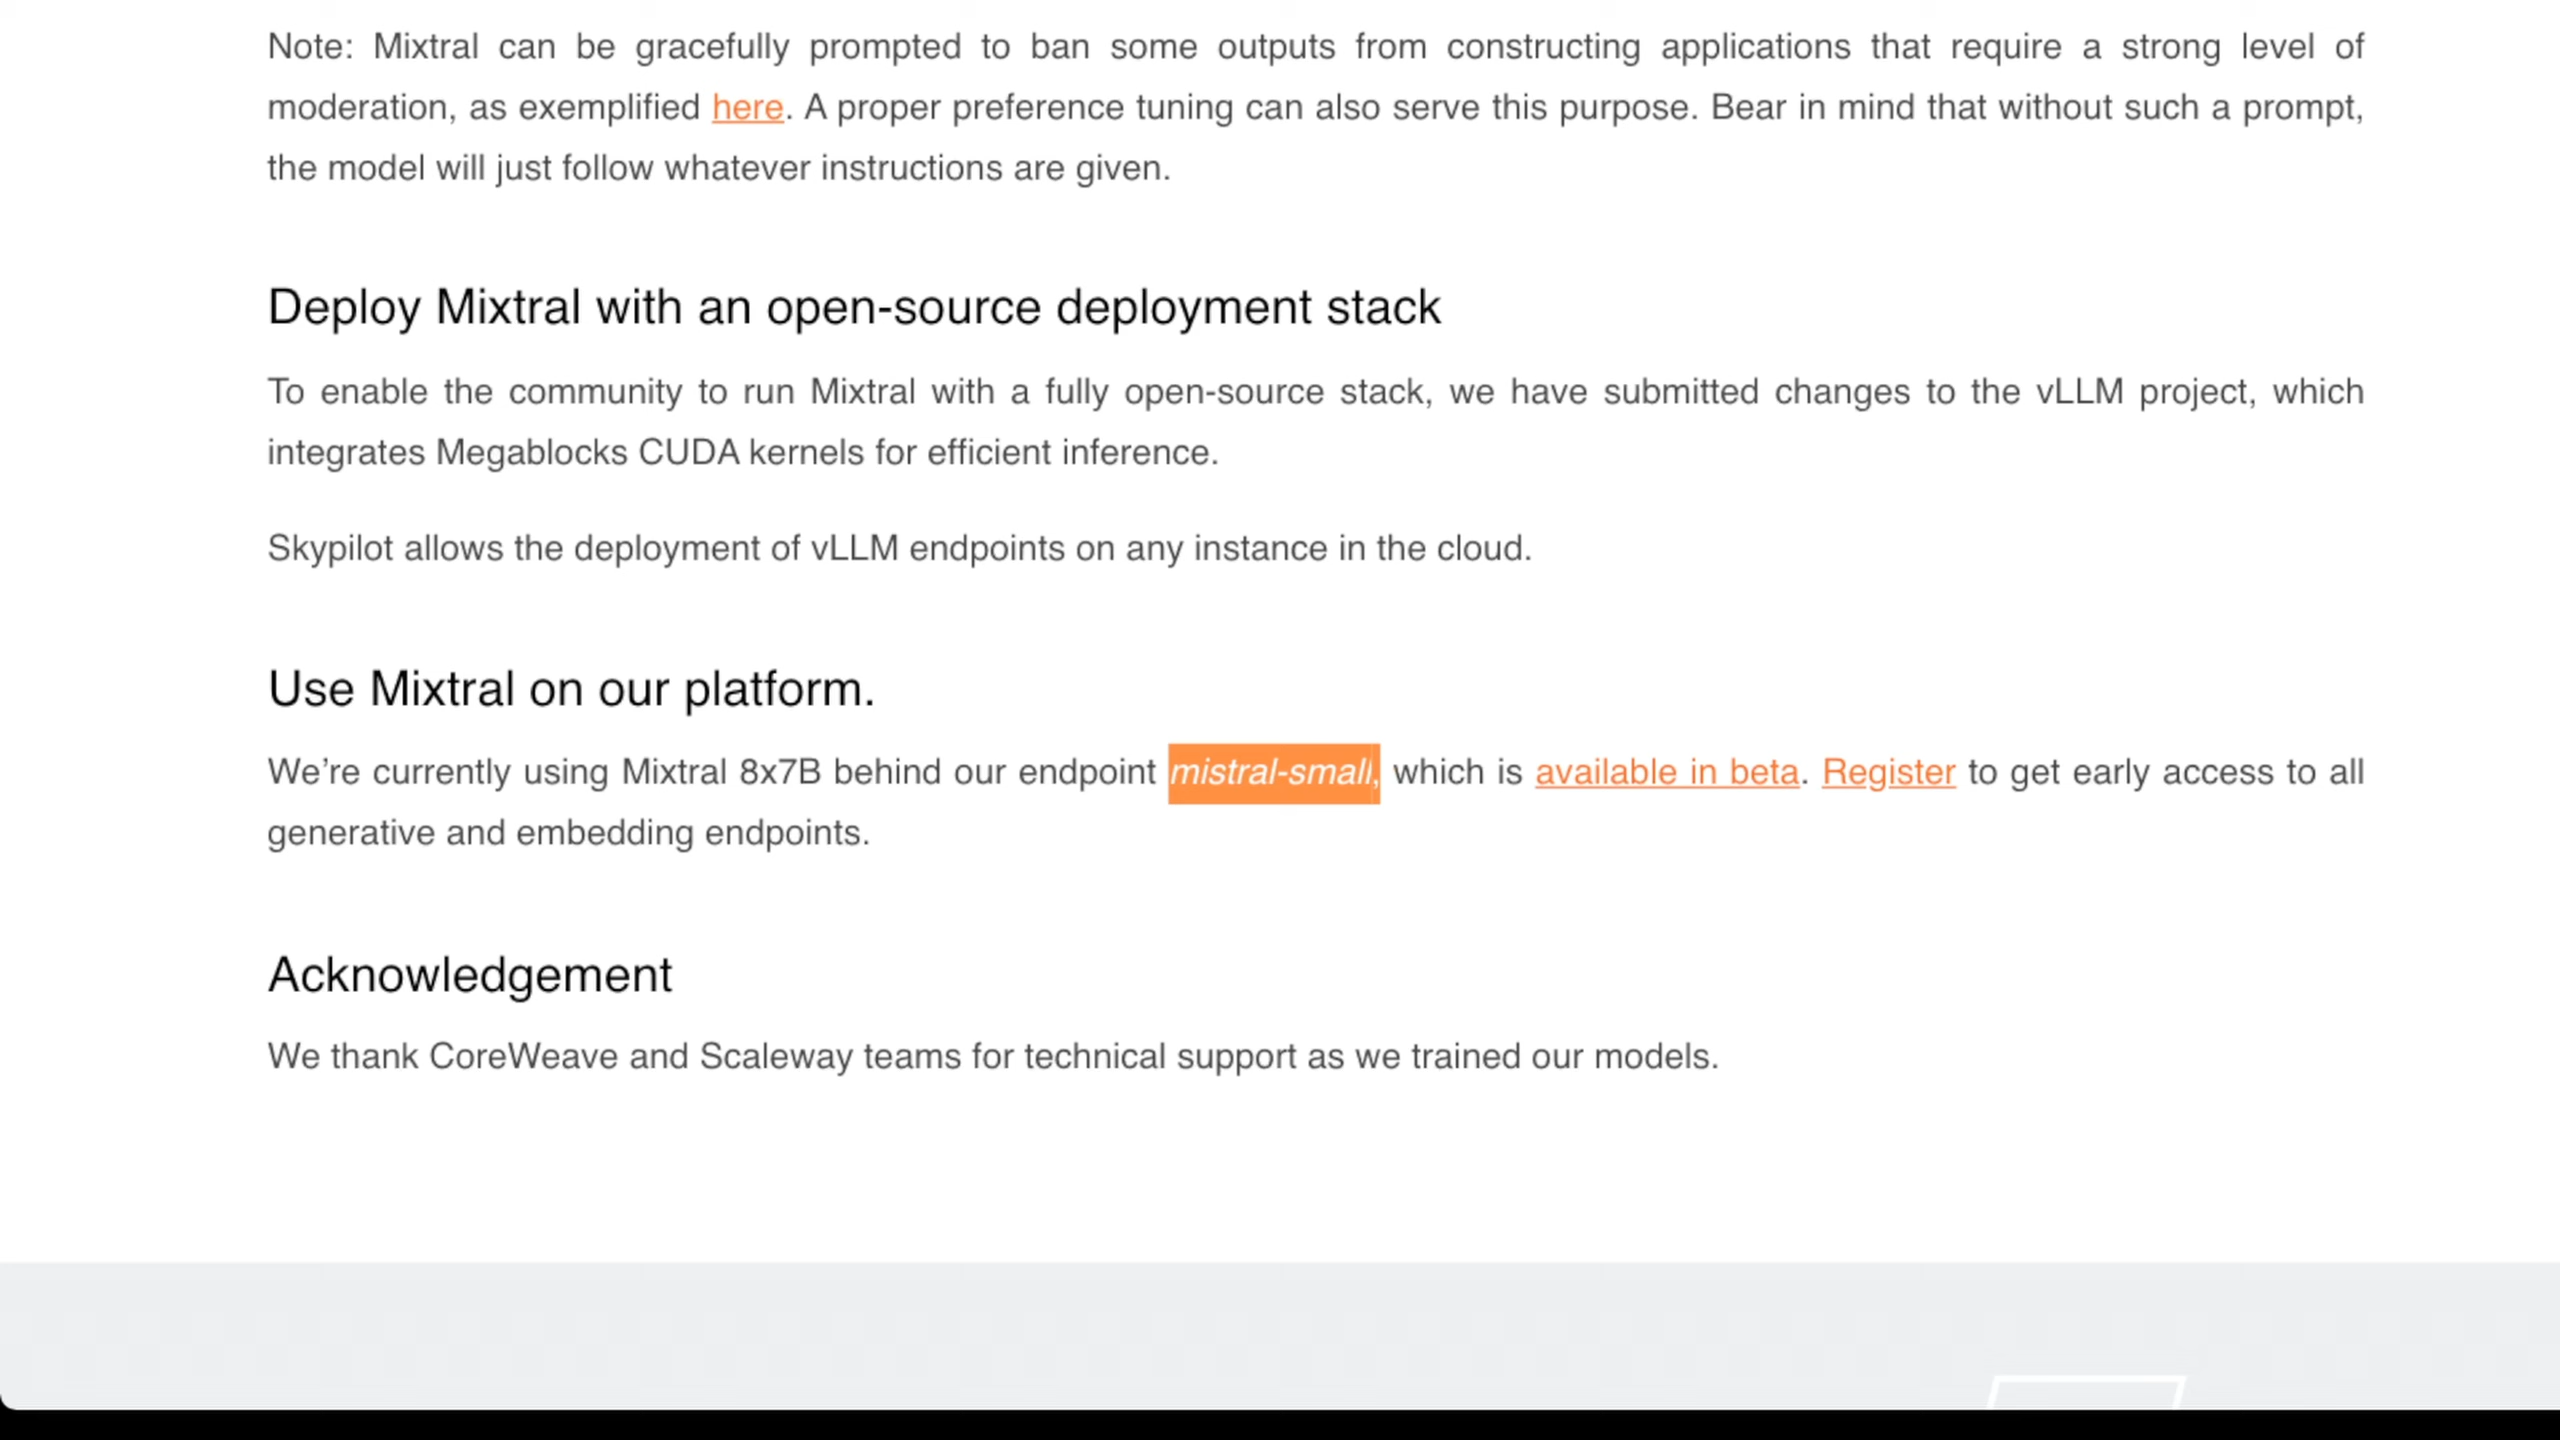 Note: Mixtral can be gracefully prompted to ban some outputs from constructing applications that require a strong level of
moderation, as exemplified here. A proper preference tuning can also serve this purpose. Bear in mind that without such a prompt,
the model will just follow whatever instructions are given.
Deploy Mixtral with an open-source deployment stack
To enable the community to run Mixtral with a fully open-source stack, we have submitted changes to the vLLM project, which
integrates Megablocks CUDA kernels for efficient inference.
Skypilot allows the deployment of vLLM endpoints on any instance in the cloud.
Use Mixtral on our platform.
We’re currently using Mixtral 8x7B behind our endpoint mistral-small, which is available in beta. Register to get early access to all
generative and embedding endpoints.
Acknowledgement
We thank CoreWeave and Scaleway teams for technical support as we trained our models.